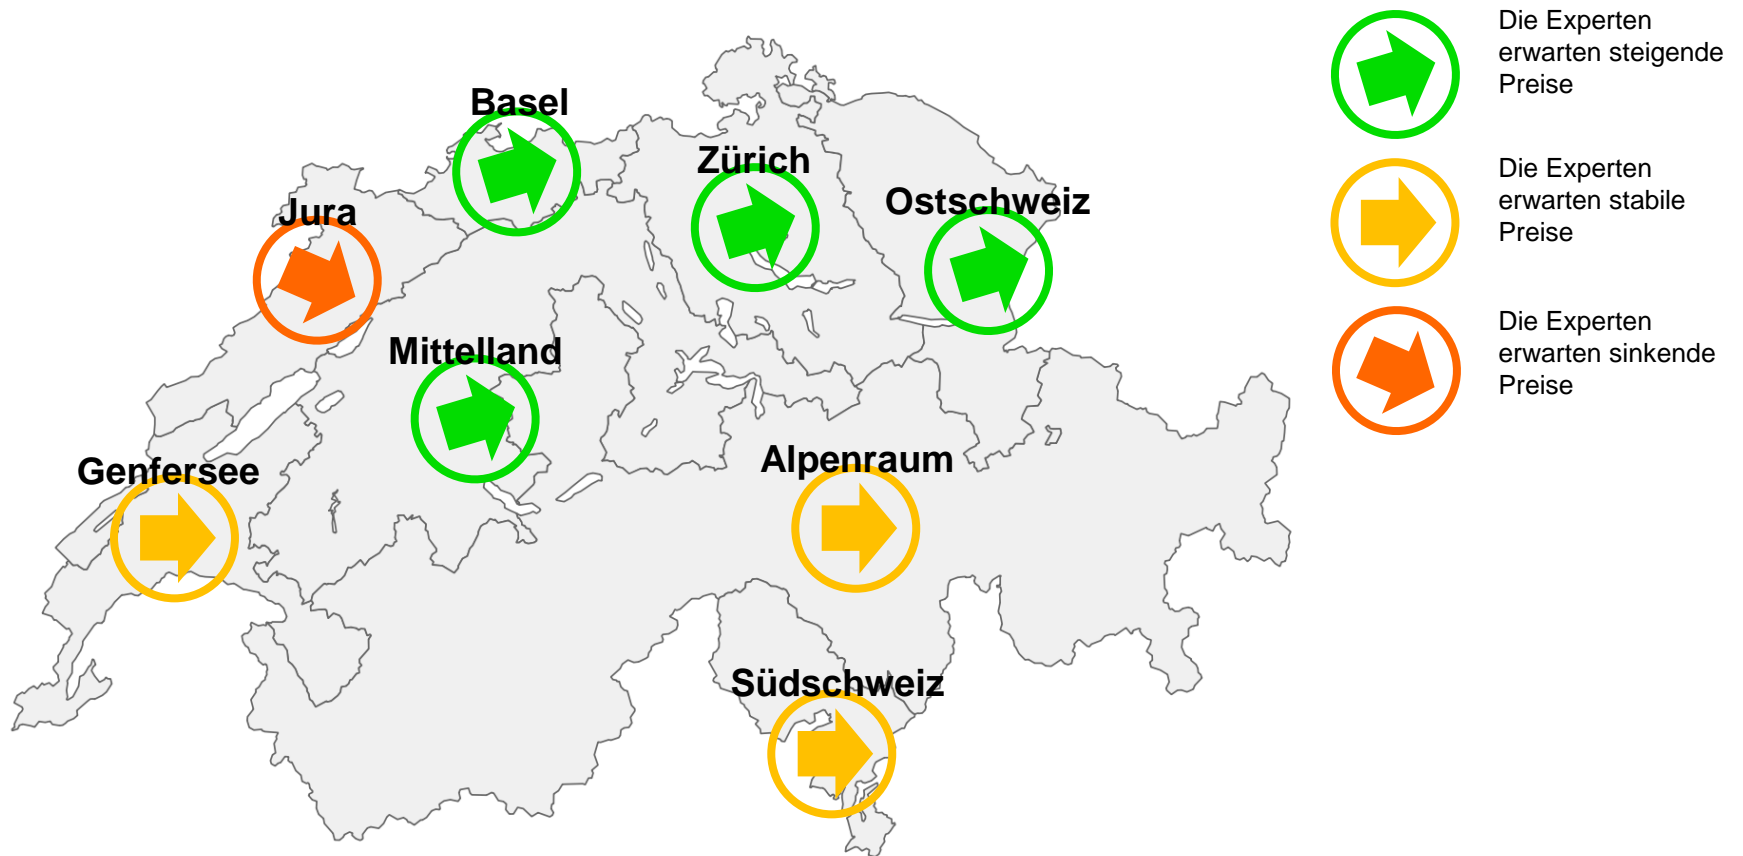 Die Experten
erwarten steigende
Preise
Basel
Zürich
Die Experten
erwarten stabile
Preise
Ostschweiz
Jura
Die Experten
erwarten sinkende
Preise
Mittelland
Alpenraum
Genfersee
Südschweiz